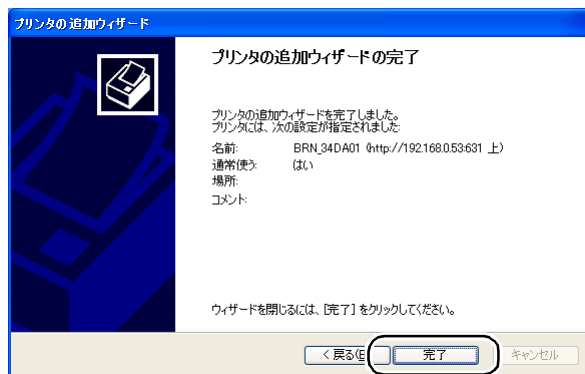 プリンタの追加ウィザード
プリンタの追加ウィザードの完了
プリンタの追加ウィザードを完了しました。
プリンタには、次の設定が指定されました:
名前: BRN_34DA01 (http://192.168.0.53:631 上)
通常使う: はい
場所:
コメント:
ウィザードを閉じるには、[完了] をクリックしてください。
< 戻る(B 完了 キャンセル